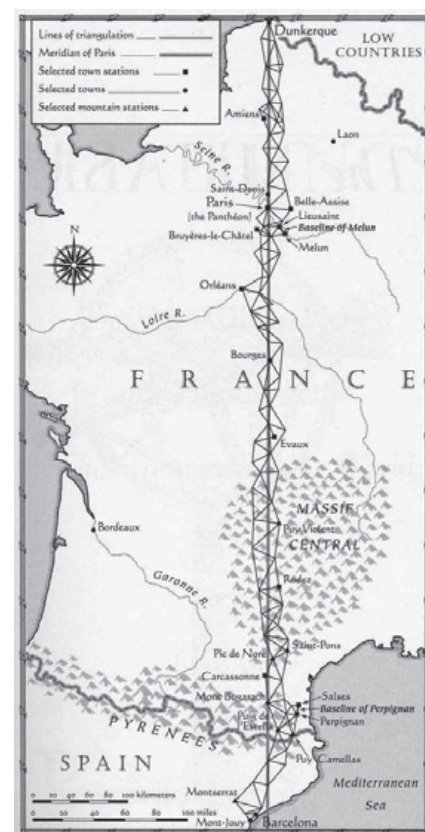 Lines of triangulation
Meridian of Paris
Selected town stations
Selected towns
Selected mountain stations
Dunkerque
LOW
COUNTRIES
Amiens
Laon
Seine R.
Saint-Denis
Paris
(the Panthéon)
Belle-Assise
Lieusaint
Baseline of Melun
Bruyères-le-Châtel
Melun
N
Orléans
Loire R.
Bourges
FRANCE
Evaux
MASSIF
CENTRAL
Puy Violent
Bordeaux
Rodez
Garonne R.
Pic de Nore
Saint-Pons
Carcassonne
Mont Bugarach
Salses
Baseline of Perpignan
Puig de
Perpignan
PYRENEES
Puy Camellas
SPAIN
Mediterranean
Sea
Montserrat
0 20 40 60 80 100 kilometers
0 60 100 miles
Mont-Jouy
Barcelona